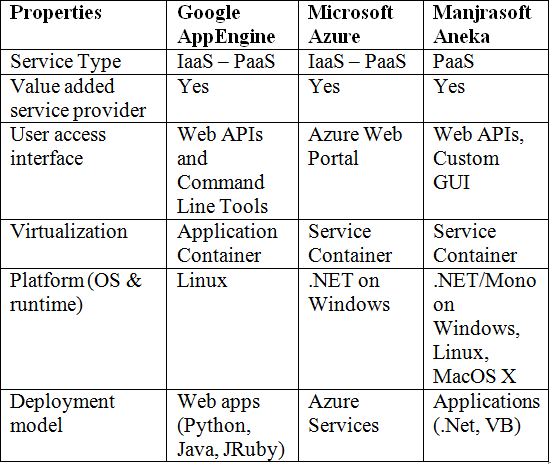 Properties Google AppEngine Microsoft Azure Manjrasoft Aneka
Service Type IaaS – PaaS IaaS – PaaS PaaS
Value added service provider Yes Yes Yes
User access interface Web APIs and Command Line Tools Azure Web Portal Web APIs, Custom GUI
Virtualization Application Container Service Container Service Container
Platform (OS & runtime) Linux .NET on Windows .NET/Mono on Windows, Linux, MacOS X
Deployment model Web apps (Python, Java, JRuby) Azure Services Applications (.Net, VB)